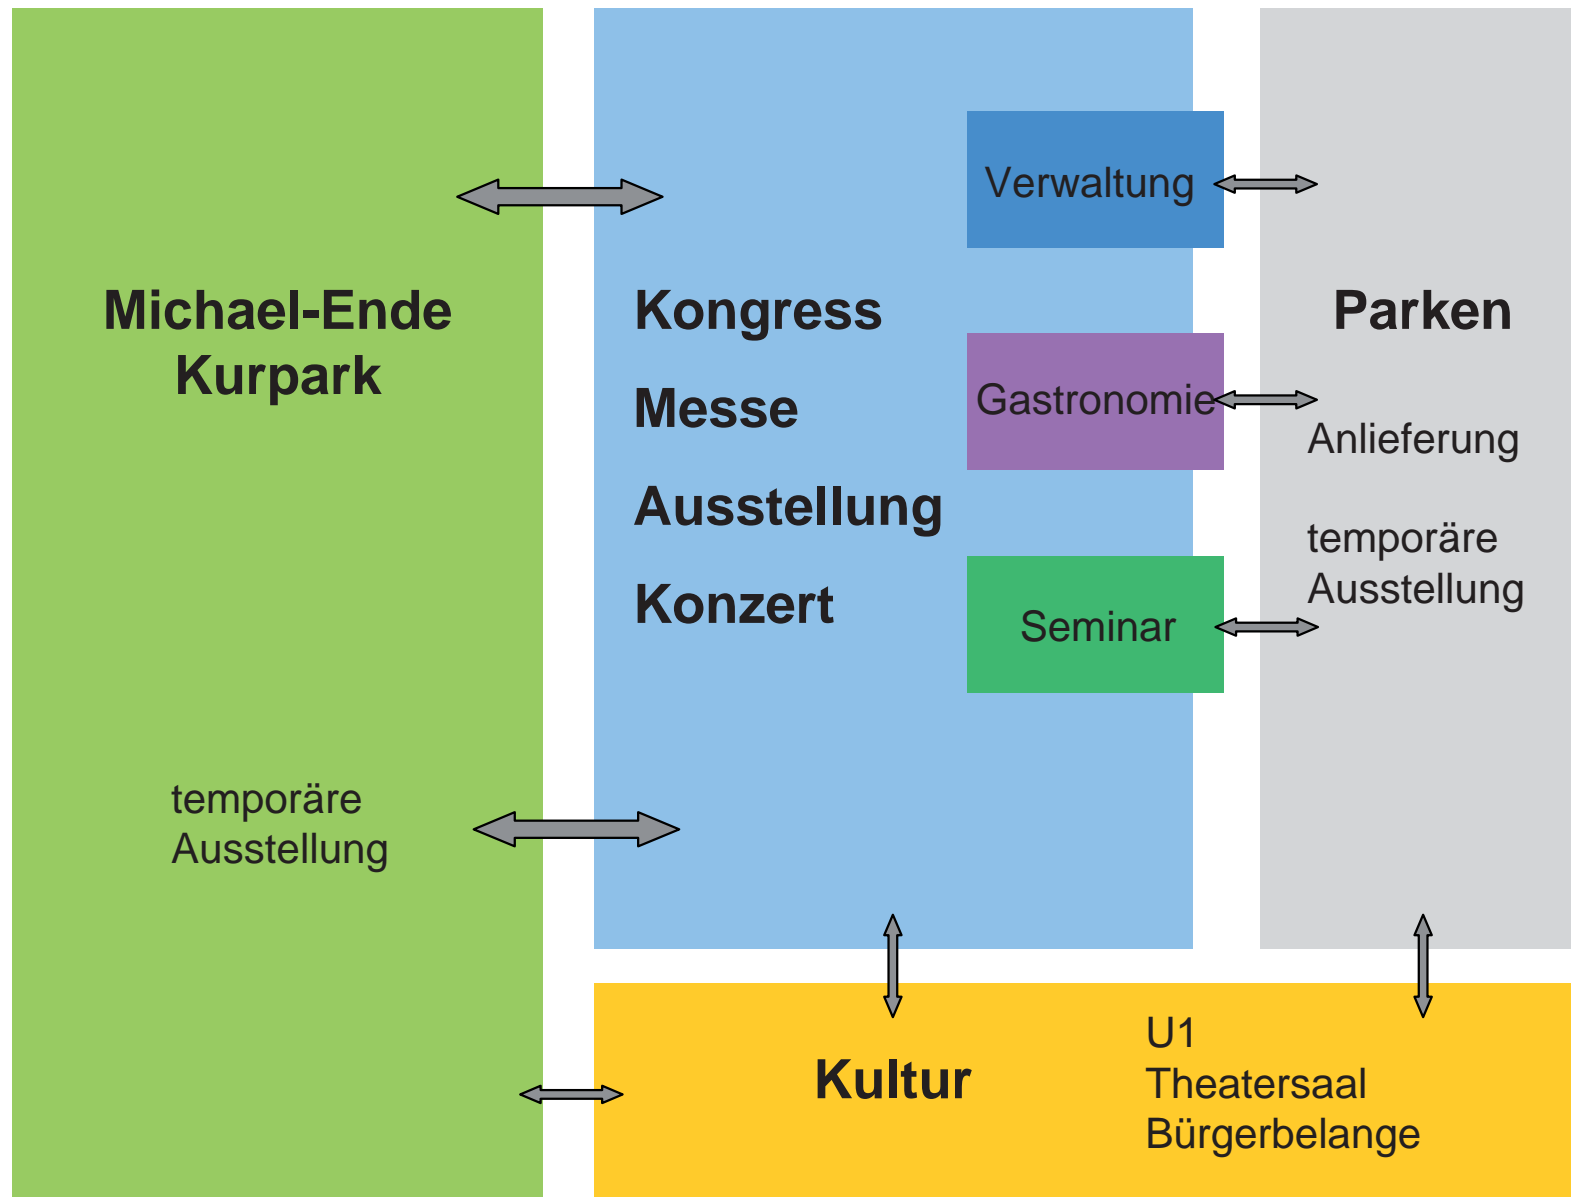 Michael-Ende
Kurpark
temporäre
Ausstellung
Kongress
Messe
Ausstellung
Konzert
Verwaltung
Gastronomie
Seminar
Parken
Anlieferung
temporäre
Ausstellung
Kultur
U1
Theatersaal
Bürgerbelange